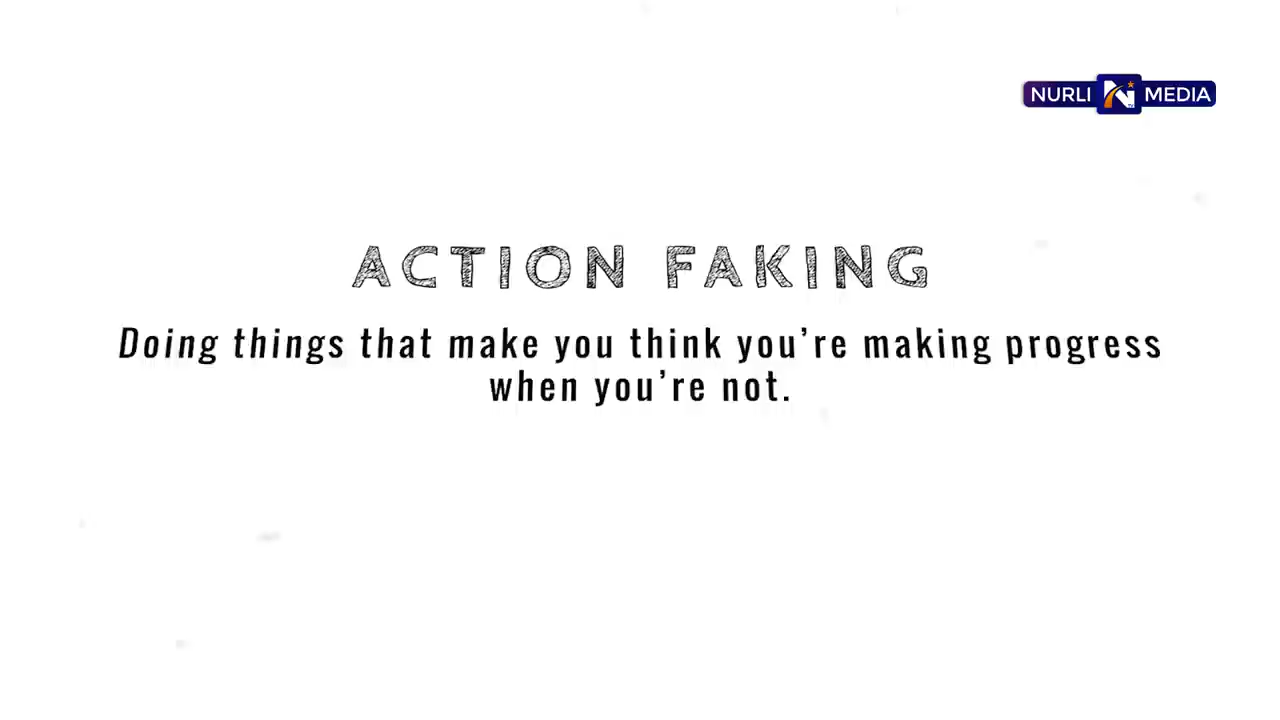 NURLI N MEDIA
ACTION FAKING
Doing things that make you think you’re making progress
when you’re not.